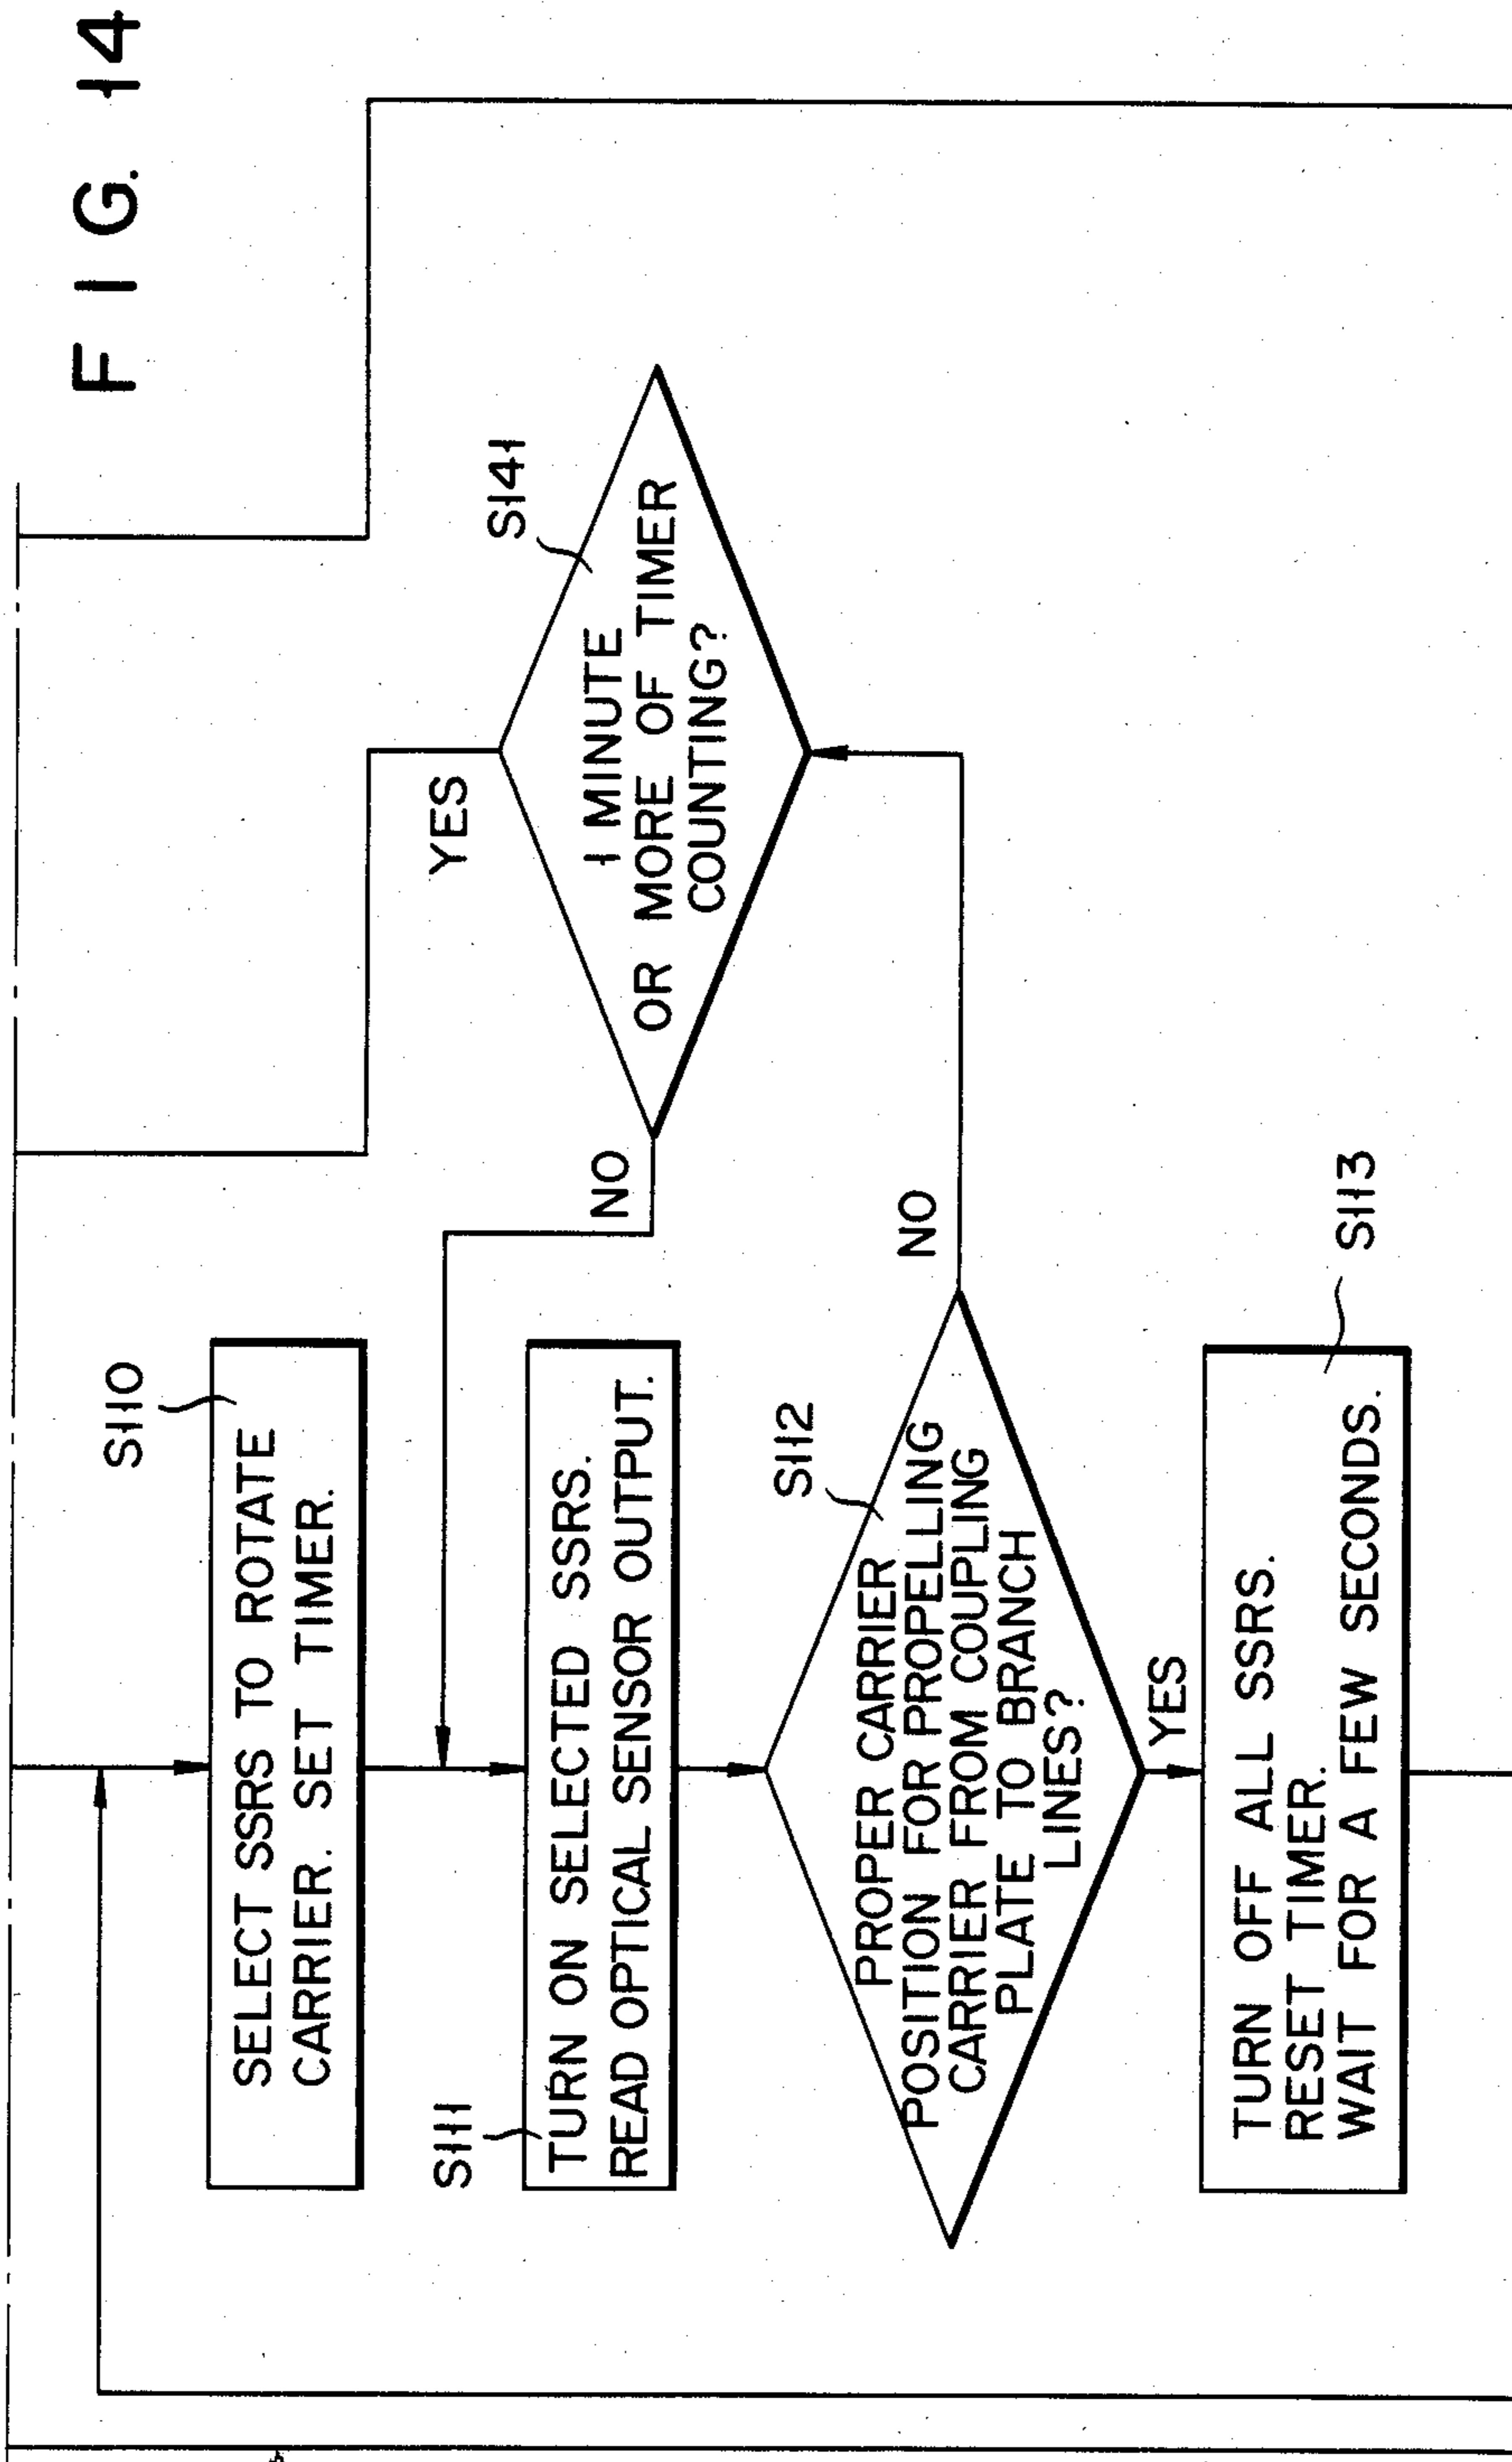 FIG. 14
S110
SELECT SSRS TO ROTATE
CARRIER. SET TIMER.
S111
TURN ON SELECTED SSRS.
READ OPTICAL SENSOR OUTPUT.
S112
PROPER CARRIER
POSITION FOR PROPELLING
CARRIER FROM COUPLING
PLATE TO BRANCH
LINES?
NO
YES
S141
1 MINUTE
OR MORE OF TIMER
COUNTING?
YES
NO
S113
TURN OFF ALL SSRS.
RESET TIMER.
WAIT FOR A FEW SECONDS.